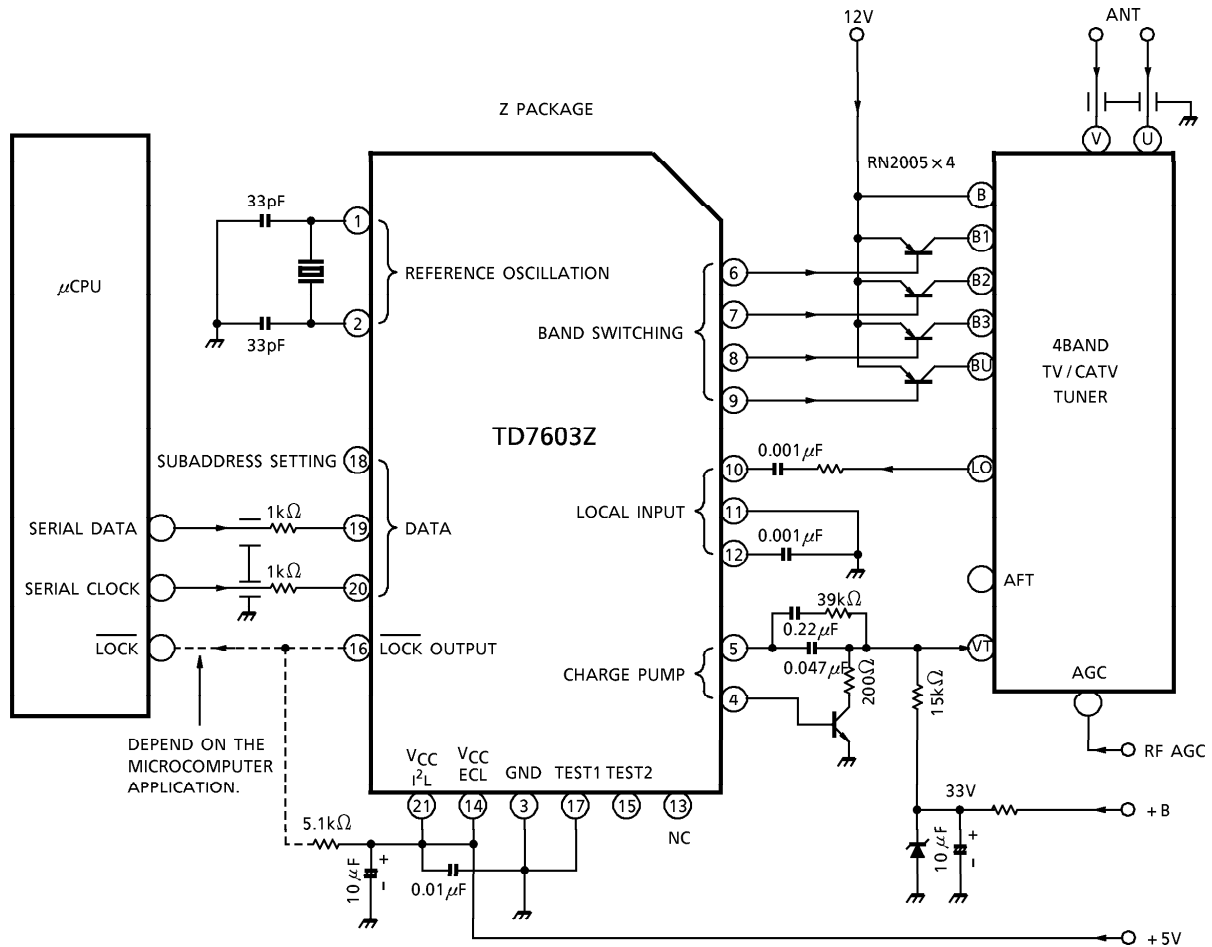 12V
ANT
Z PACKAGE
V
U
RN2005×4
33pF
1
B
B1
μCPU
REFERENCE OSCILLATION
6
B2
2
33pF
BAND SWITCHING
7
B3
8
4BAND
TV/CATV
TUNER
BU
9
TD7603Z
SUBADDRESS SETTING
18
0.001μF
10
LO
1kΩ
LOCAL INPUT
11
SERIAL DATA
19
DATA
0.001μF
12
1kΩ
SERIAL CLOCK
20
AFT
39kΩ
0.22μF
LOCK
16
LOCK OUTPUT
5
0.047μF
VT
CHARGE PUMP
200Ω
15kΩ
AGC
4
DEPEND ON THE
MICROCOMPUTER
APPLICATION.
VCC
I²L
VCC
ECL
GND
TEST1
TEST2
RF AGC
21
14
3
17
15
13
NC
33V
+B
5.1kΩ
10μF
+
-
0.01μF
10μF
+
-
+5V